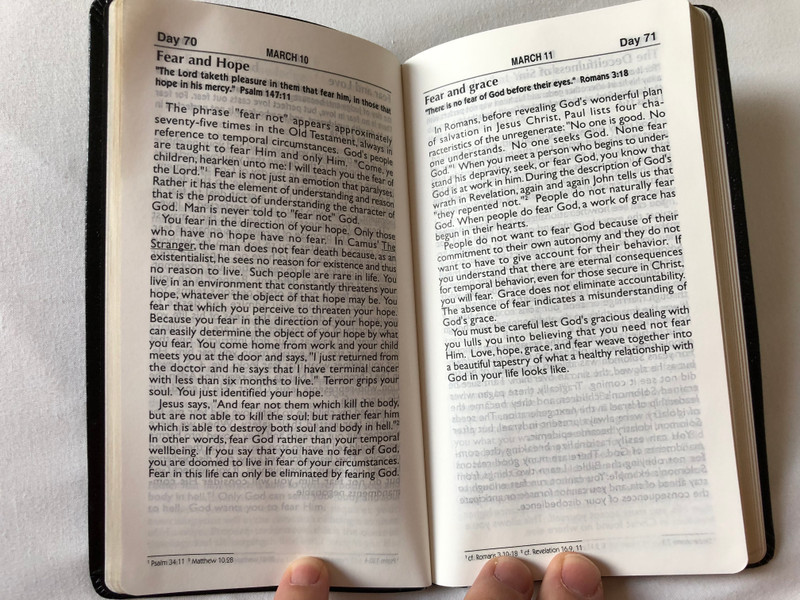 Day 70
MARCH 10
Fear and Hope
"The Lord taketh pleasure in them that fear him, in those that
hope in his mercy." Psalm 147:11
The phrase "fear not" appears approximately
seventy-five times in the Old Testament, always in
reference to temporal circumstances. God's people
are taught to fear Him and only Him. "Come, ye
children, hearken unto me: I will teach you the fear of
the Lord."¹ Fear is not just an emotion that paralyses.
Rather it has the element of understanding and reason
that is the product of understanding the character of
God. Man is never told to "fear not" God.
You fear in the direction of your hope. Only those
who have no hope have no fear. In Camus' The
Stranger, the man does not fear death because, as an
existentialist, he sees no reason for existence and thus
no reason to live. Such people are rare in life. You
live in an environment that constantly threatens your
hope, whatever the object of that hope may be. You
fear that which you perceive to threaten your hope.
Because you fear in the direction of your hope, you
can easily determine the object of your hope by what
you fear. You come home from work and your child
meets you at the door and says, "I just returned from
the doctor and he says that I have terminal cancer
with less than six months to live." Terror grips your
soul. You just identified your hope.
Jesus says, "And fear not them which kill the body,
but are not able to kill the soul; but rather fear him
which is able to destroy both soul and body in hell."²
In other words, fear God rather than your temporal
wellbeing. If you say that you have no fear of God,
you are doomed to live in fear of your circumstances.
Fear in this life can only be eliminated by fearing God.
¹ Psalm 34:11 ² Matthew 10:28
MARCH 11
Day 71
Fear and grace
"There is no fear of God before their eyes." Romans 3:18
In Romans, before revealing God's wonderful plan
of salvation in Jesus Christ, Paul lists four cha-
racteristics of the unregenerate: "No one is good. No
one understands. No one seeks God. None fear
God."¹ When you meet a person who begins to under-
stand his depravity, seek, or fear God, you know that
God is at work in him. During the description of God's
wrath in Revelation, again and again John tells us that
"they repented not."² People do not naturally fear
God. When people do fear God, a work of grace has
begun in their hearts.
People do not want to fear God because of their
commitment to their own autonomy and they do not
want to have to give account for their behavior. If
you understand that there are eternal consequences
for temporal behavior, even for those secure in Christ,
you will fear. Grace does not eliminate accountability.
The absence of fear indicates a misunderstanding of
God's grace.
You must be careful lest God's gracious dealing with
you lulls you into believing that you need not fear
Him. Love, hope, grace, and fear weave together into
a beautiful tapestry of what a healthy relationship with
God in your life looks like.
¹ cf. Romans 3:10-18 ² cf. Revelation 16:9, 11